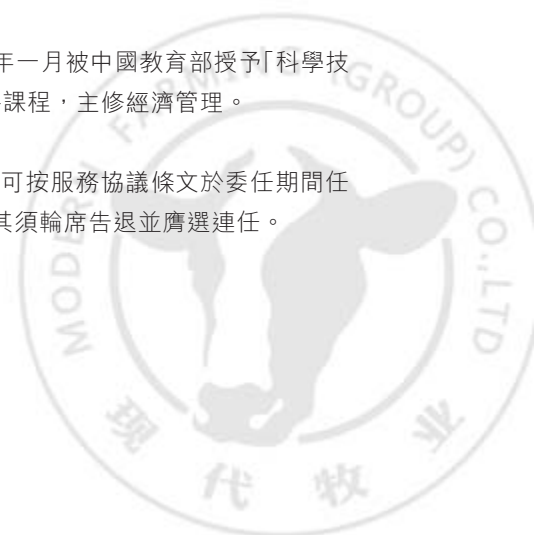 年一月被中國教育部授予「科學技
課程，主修經濟管理。
可按服務協議條文於委任期間任
其須輪席告退並膺選連任。
MODERN FARMING (GROUP) CO.,LTD
现代牧业